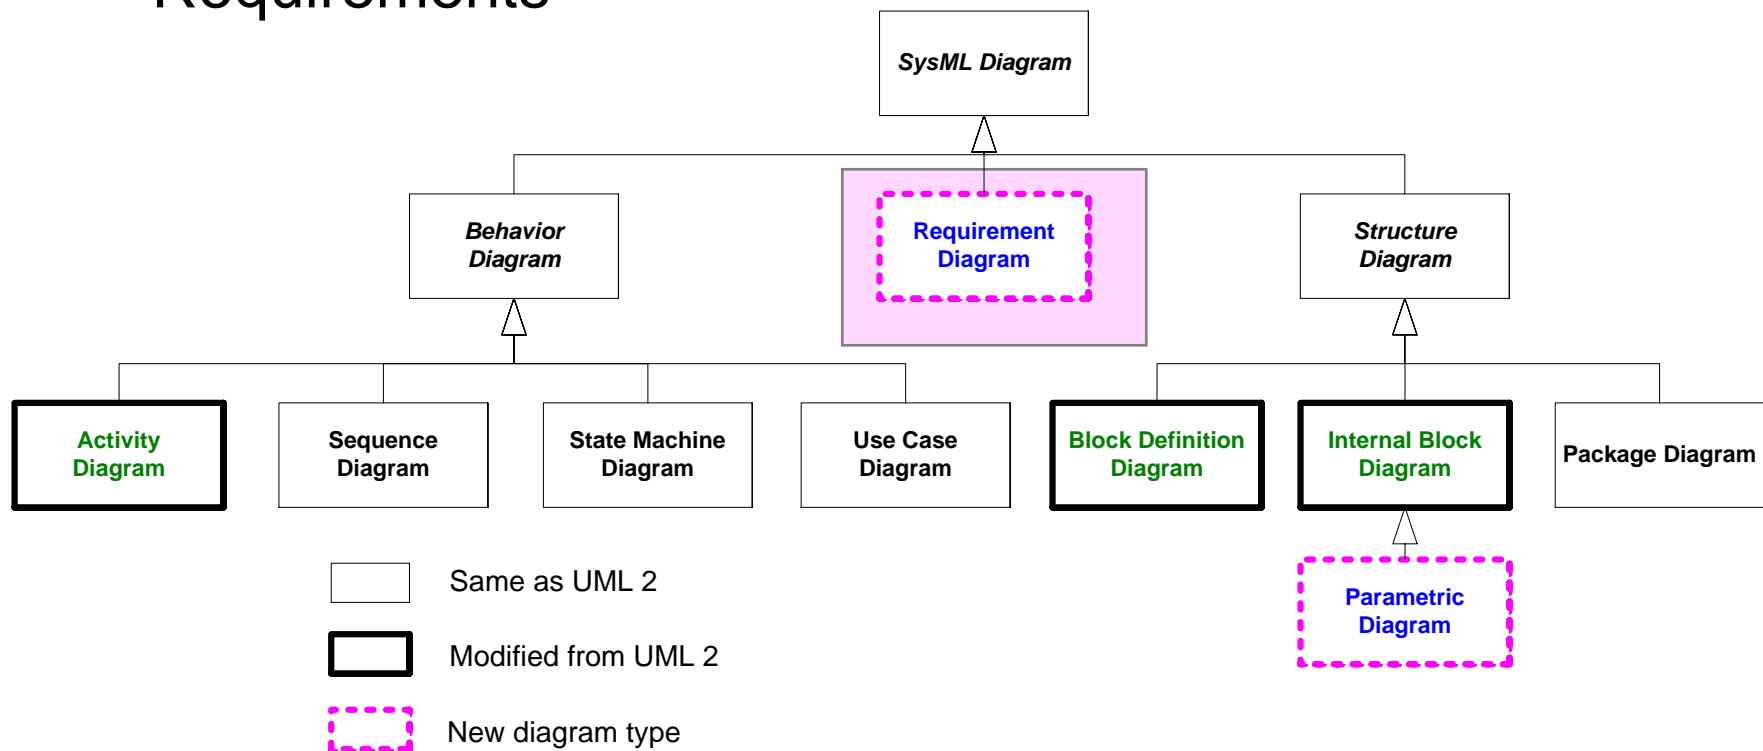 Requirements
SysML Diagram
Behavior
Diagram
Requirement
Diagram
Structure
Diagram
Activity
Diagram
Sequence
Diagram
State Machine
Diagram
Use Case
Diagram
Block Definition
Diagram
Internal Block
Diagram
Package Diagram
Parametric
Diagram
Same as UML 2
Modified from UML 2
New diagram type